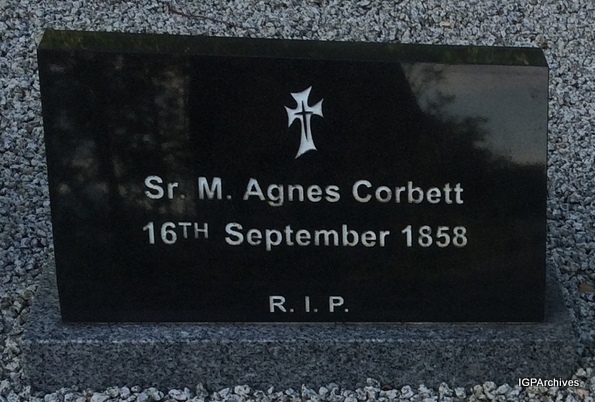 Sr. M. Agnes Corbett
16TH September 1858
R. I. P.
IGPArchives